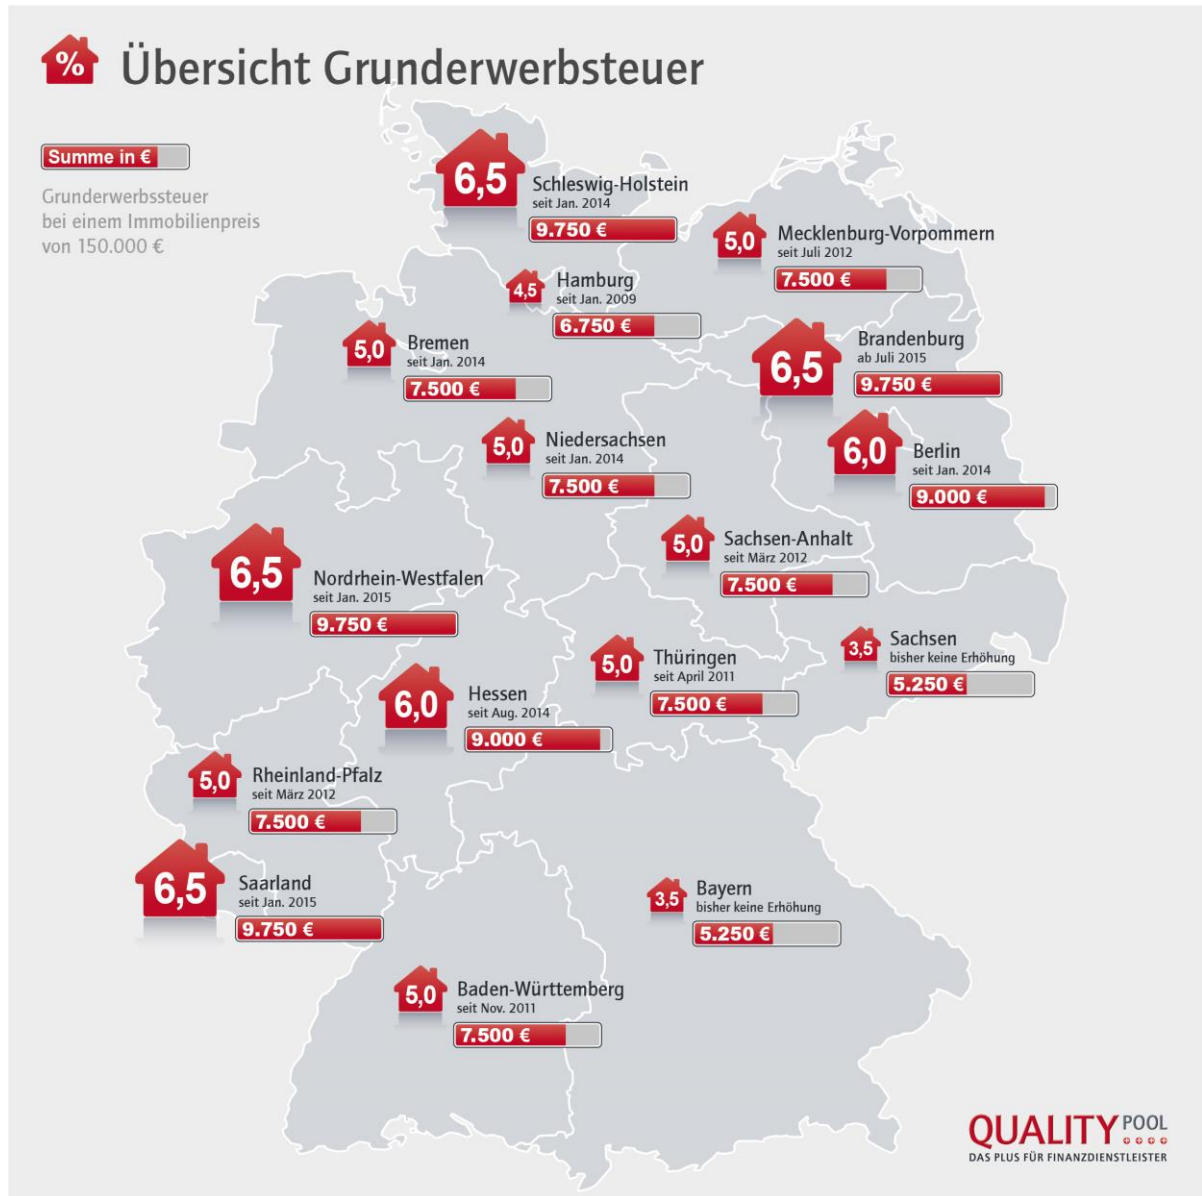 %
Übersicht Grunderwerbsteuer
Summe in €
Grunderwerbssteuer
bei einem Immobilienpreis
von 150.000 €
6,5
Schleswig-Holstein
seit Jan. 2014
9.750 €
5,0
Mecklenburg-Vorpommern
seit Juli 2012
7.500 €
4,5
Hamburg
seit Jan. 2009
6.750 €
5,0
Bremen
seit Jan. 2014
7.500 €
6,5
Brandenburg
ab Juli 2015
9.750 €
5,0
Niedersachsen
seit Jan. 2014
7.500 €
6,0
Berlin
seit Jan. 2014
9.000 €
6,5
Nordrhein-Westfalen
seit Jan. 2015
9.750 €
5,0
Sachsen-Anhalt
seit März 2012
7.500 €
5,0
Thüringen
seit April 2011
7.500 €
3,5
Sachsen
bisher keine Erhöhung
5.250 €
6,0
Hessen
seit Aug. 2014
9.000 €
5,0
Rheinland-Pfalz
seit März 2012
7.500 €
6,5
Saarland
seit Jan. 2015
9.750 €
3,5
Bayern
bisher keine Erhöhung
5.250 €
5,0
Baden-Württemberg
seit Nov. 2011
7.500 €
QUALITY POOL
DAS PLUS FÜR FINANZDIENSTLEISTER